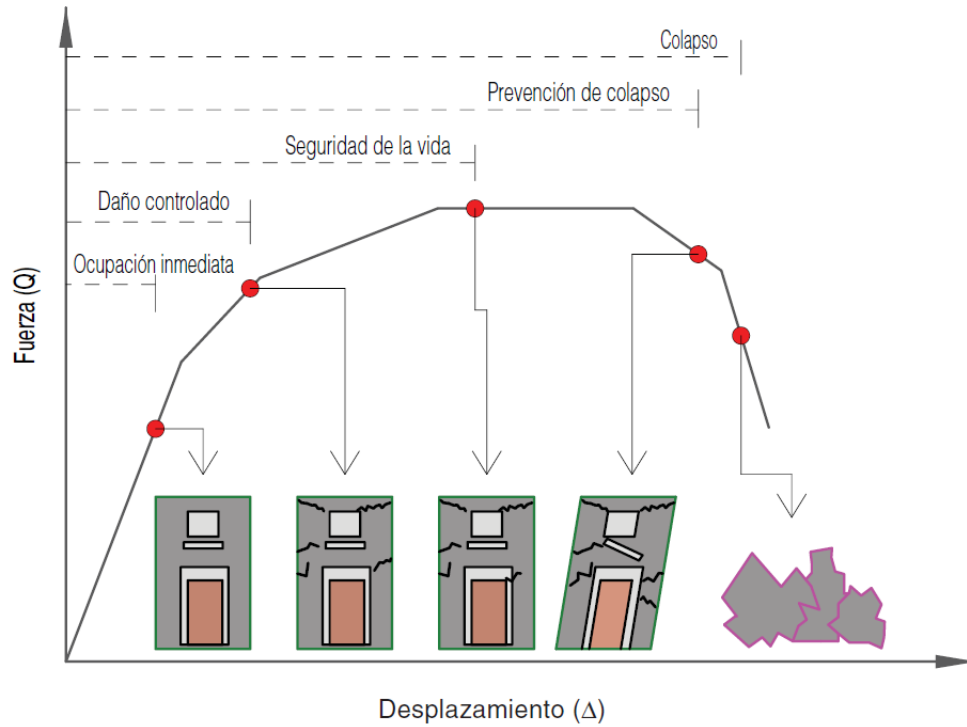 Colapso
Prevención de colapso
Seguridad de la vida
Daño controlado
Ocupación inmediata
Fuerza (Q)
Desplazamiento (Δ)